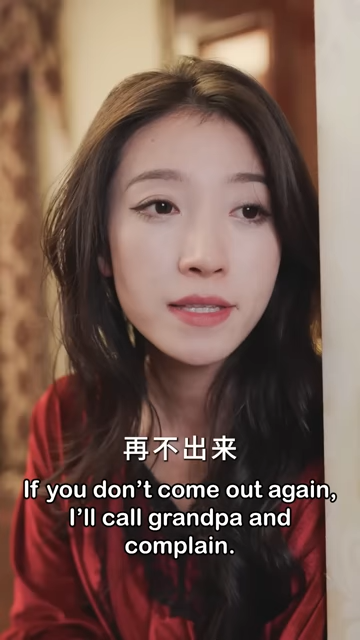 再不出来
If you don't come out again,
I'll call grandpa and
complain.